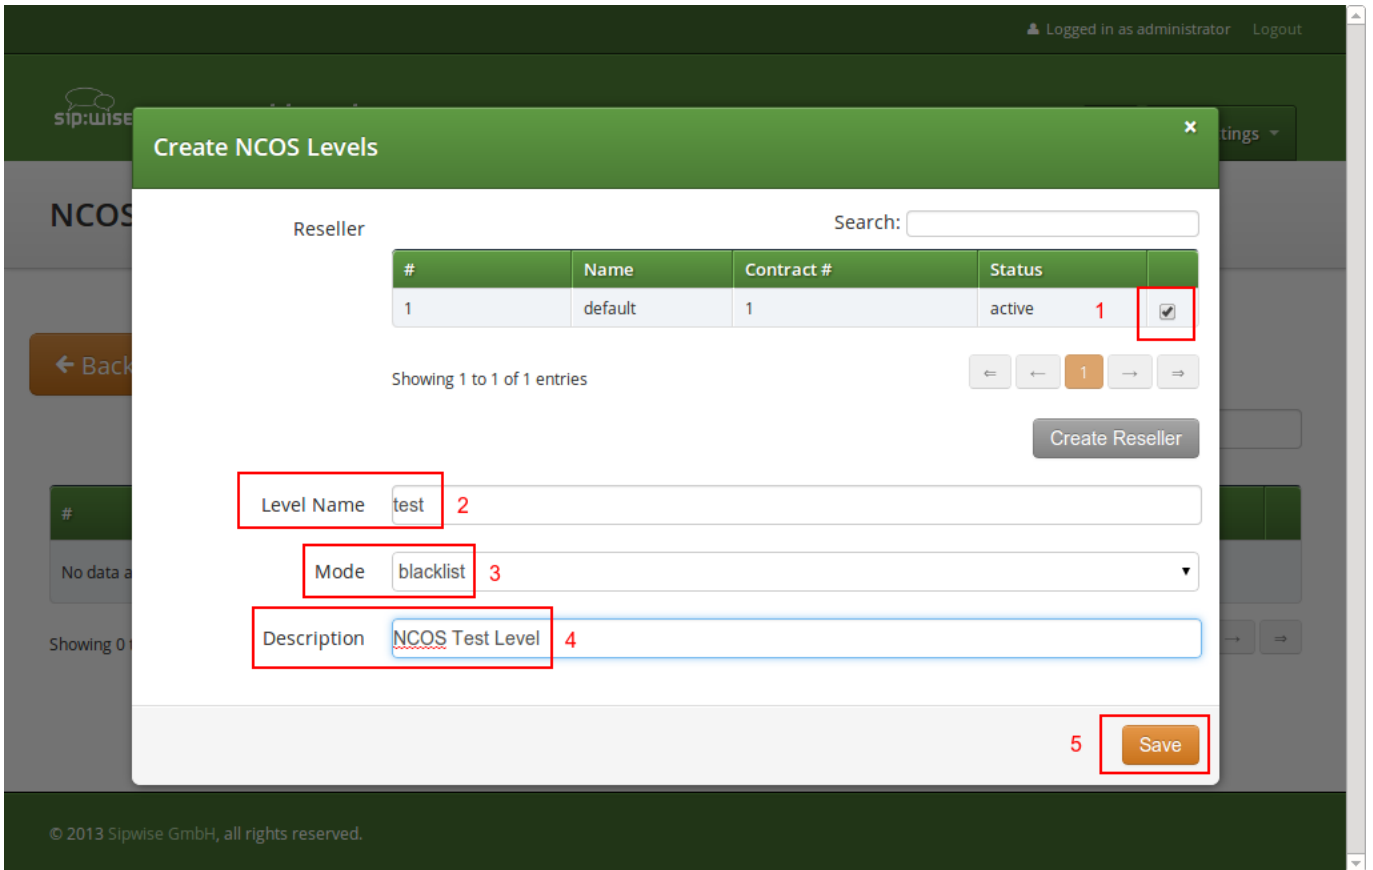 Logged in as administrator Logout
sip:wise
tings
Create NCOS Levels ×
NCOS
Reseller Search:
# Name Contract # Status
1 default 1 active 1
← Back
Showing 1 to 1 of 1 entries ⇐ ← 1 → ⇒
Create Reseller
Level Name test 2
#
Mode blacklist 3
No data a
Description NCOS Test Level 4
Showing 0 → ⇒
5 Save
© 2013 Sipwise GmbH, all rights reserved.